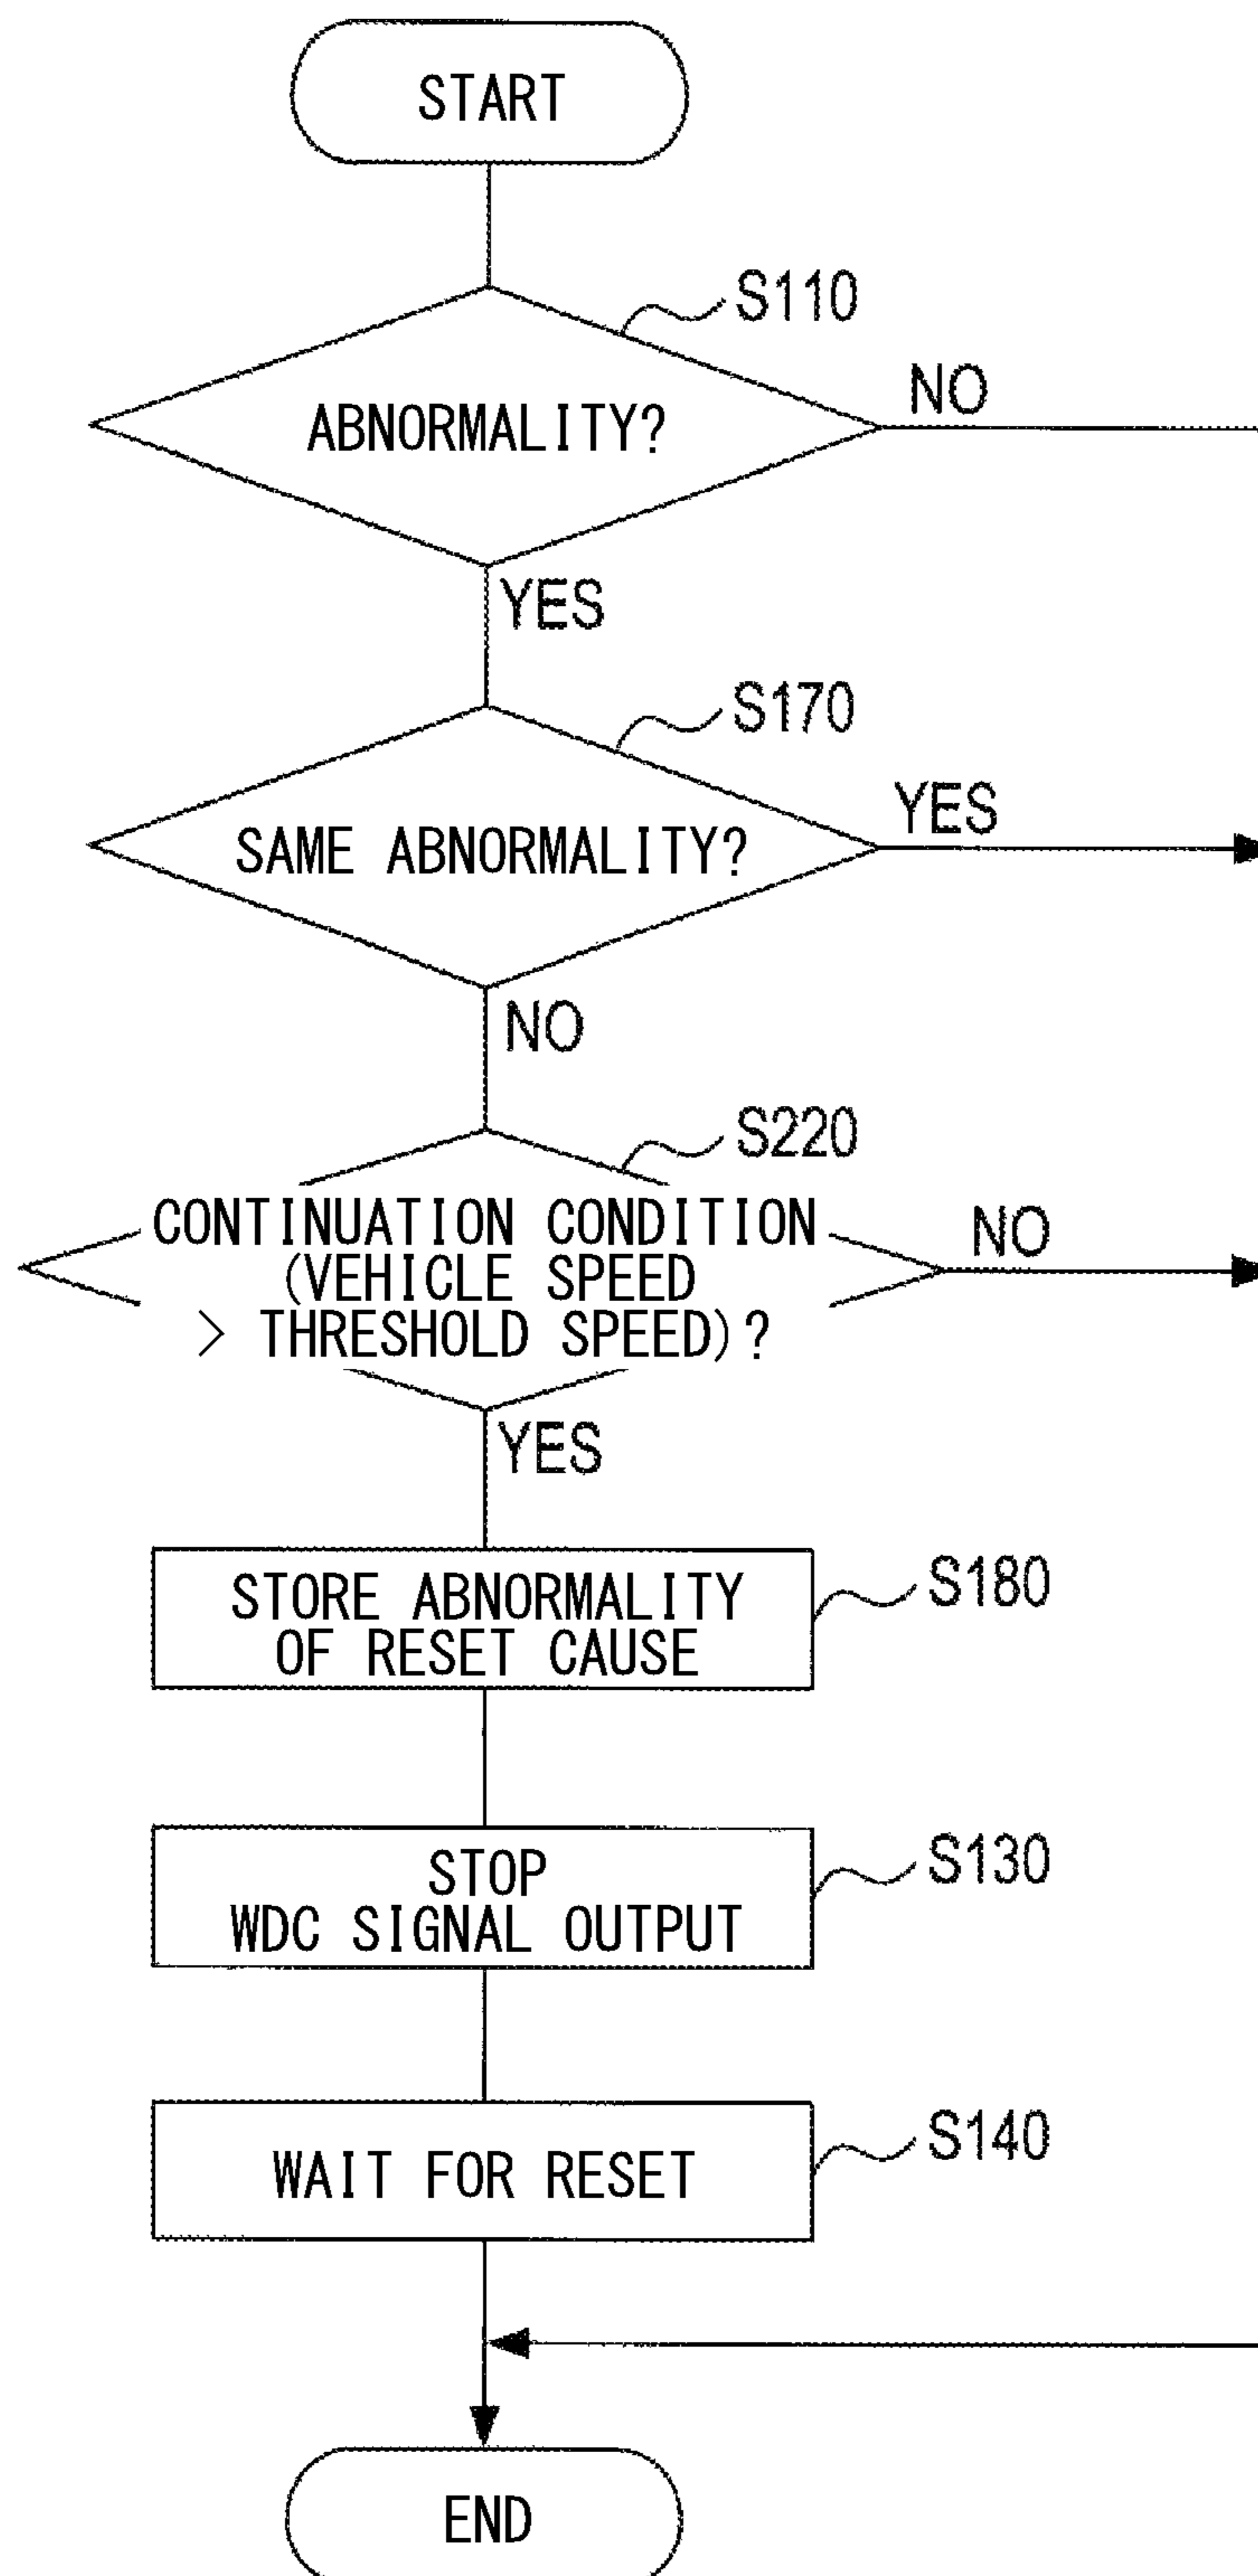 START
S110
ABNORMALITY?
NO
YES
S170
SAME ABNORMALITY?
YES
NO
S220
CONTINUATION CONDITION
(VEHICLE SPEED
> THRESHOLD SPEED)?
NO
YES
STORE ABNORMALITY
OF RESET CAUSE
S180
STOP
WDC SIGNAL OUTPUT
S130
WAIT FOR RESET
S140
END